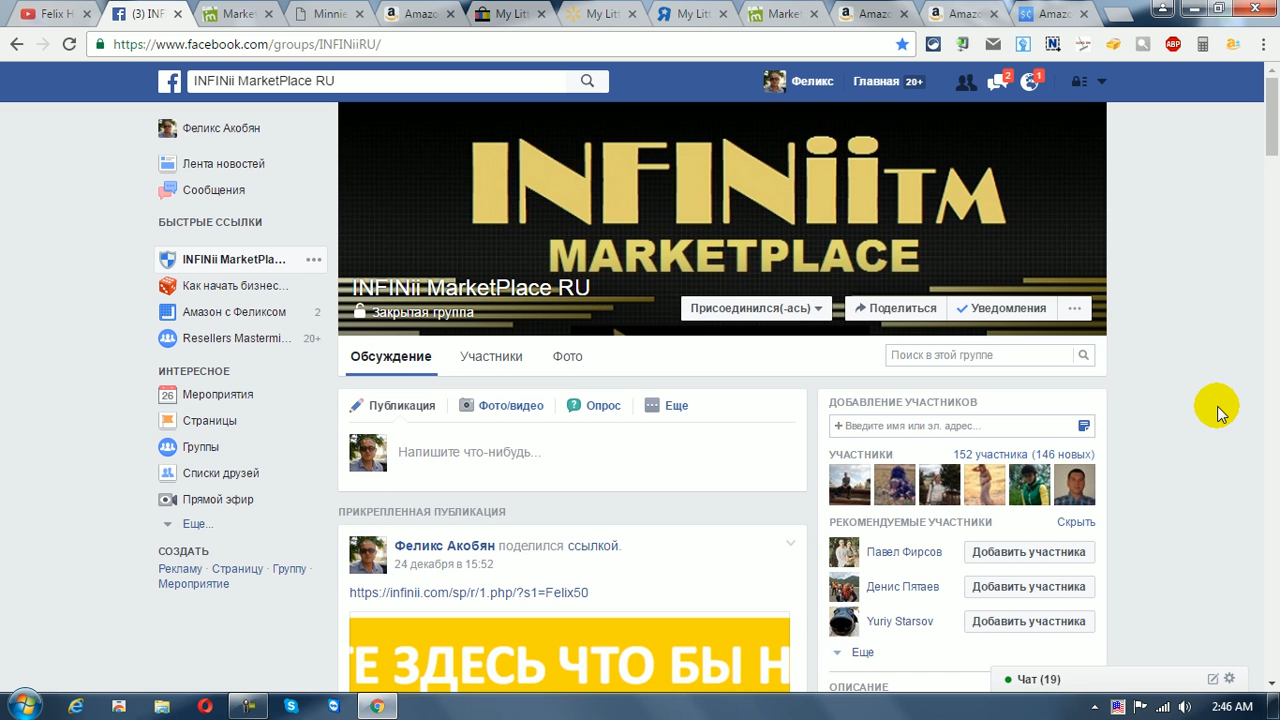 Felix H
(3) INF
Market
Minnie
Amazo
My Litt
My Litt
My Litt
Market
Amazo
Amazo
Amazo
https://www.facebook.com/groups/INFINiiRU/
ABP
INFINii MarketPlace RU
Феликс
Главная 20+
2
1
Феликс Акобян
Лента новостей
Сообщения
БЫСТРЫЕ ССЫЛКИ
INFINii MarketPla...
Как начать бизнес...
Амазон с Феликсом 2
Resellers Mastermi... 20+
ИНТЕРЕСНОЕ
26 Мероприятия
Страницы
Группы
Списки друзей
Прямой эфир
Еще...
СОЗДАТЬ
Рекламу · Страницу · Группу ·
Мероприятие
INFINii TM
MARKETPLACE
INFINii MarketPlace RU
Закрытая группа
Присоединился(-ась)
Поделиться
Уведомления
Обсуждение
Участники
Фото
Поиск в этой группе
Публикация
Фото/видео
Опрос
Еще
Напишите что-нибудь...
ПРИКРЕПЛЕННАЯ ПУБЛИКАЦИЯ
Феликс Акобян поделился ссылкой.
24 декабря в 15:52
https://infinii.com/sp/r/1.php/?s1=Felix50
ТЕ ЗДЕСЬ ЧТО БЫ Н
ДОБАВЛЕНИЕ УЧАСТНИКОВ
+ Введите имя или эл. адрес...
УЧАСТНИКИ 152 участника (146 новых)
РЕКОМЕНДУЕМЫЕ УЧАСТНИКИ Скрыть
Павел Фирсов Добавить участника
Денис Пятаев Добавить участника
Yuriy Starsov Добавить участника
Еще
ОПИСАНИЕ
Чат (19)
2:46 AM